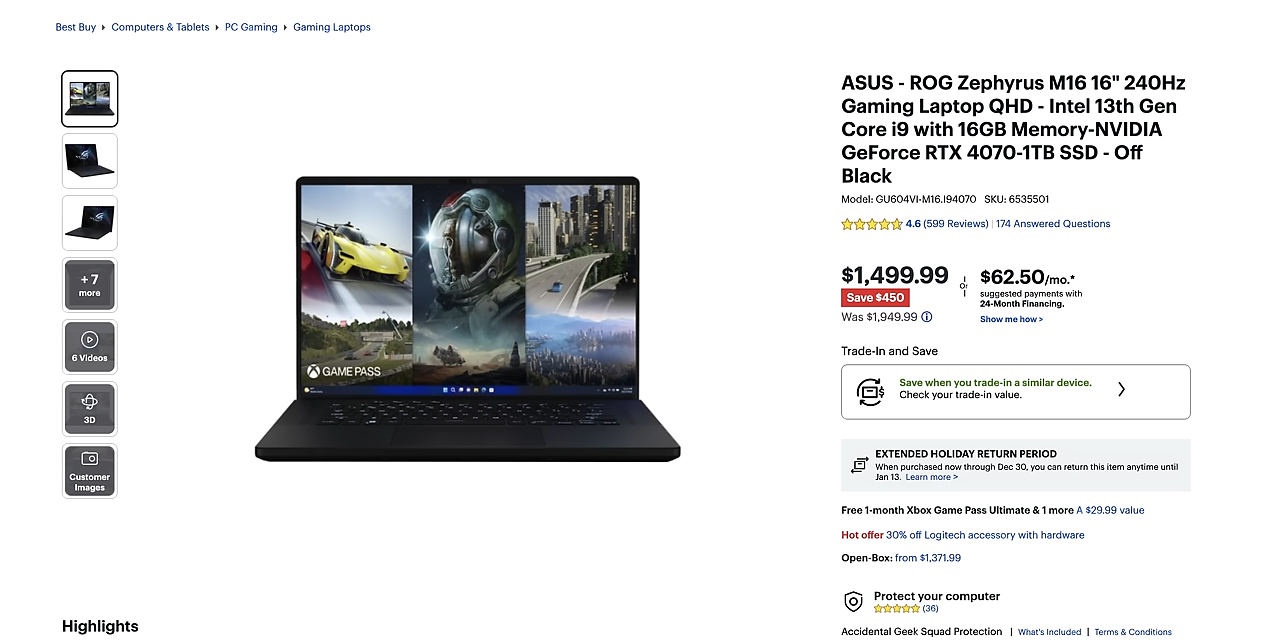 Best Buy Computers & Tablets PC Gaming Gaming Laptops
+ 7
more
6 Videos
3D
Customer
Images
GAME PASS
ASUS - ROG Zephyrus M16 16" 240Hz
Gaming Laptop QHD - Intel 13th Gen
Core i9 with 16GB Memory-NVIDIA
GeForce RTX 4070-1TB SSD - Off
Black
Model: GU604VI-M16.I94070 SKU: 6535501
4.6 (599 Reviews) | 174 Answered Questions
$1,499.99
Save $450
Was $1,949.99
Or
$62.50/mo.*
suggested payments with
24-Month Financing.
Show me how >
Trade-In and Save
Save when you trade-in a similar device.
Check your trade-in value.
EXTENDED HOLIDAY RETURN PERIOD
When purchased now through Dec 30, you can return this item anytime until
Jan 13. Learn more >
Free 1-month Xbox Game Pass Ultimate & 1 more A $29.99 value
Hot offer 30% off Logitech accessory with hardware
Open-Box: from $1,371.99
Protect your computer
(36)
Accidental Geek Squad Protection | What's Included | Terms & Conditions
Highlights